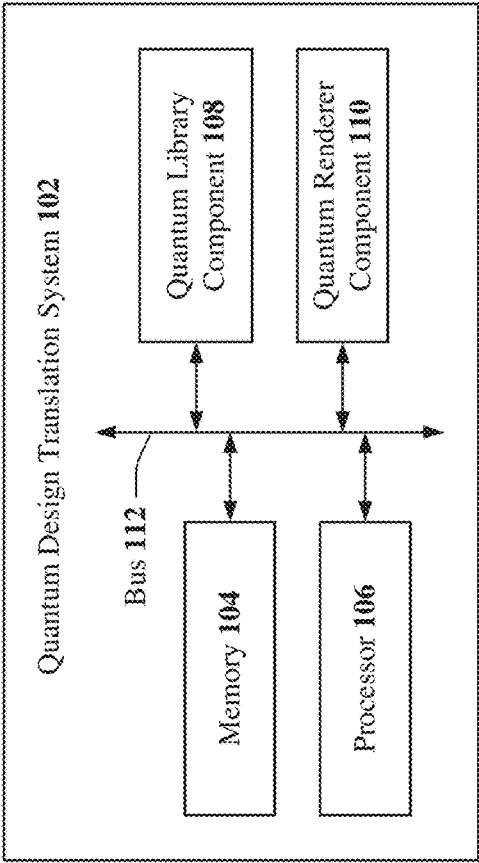 Quantum Design Translation System 102
Bus 112
Memory 104
Quantum Library
Component 108
Processor 106
Quantum Renderer
Component 110